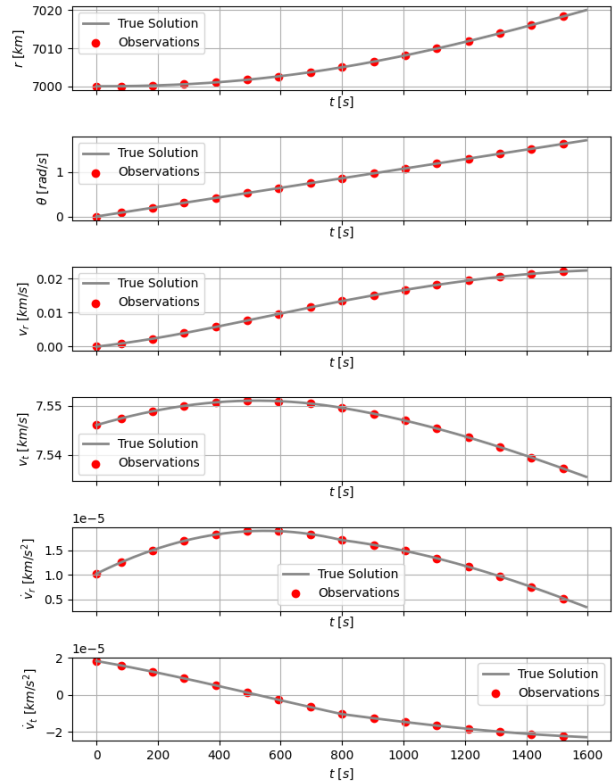 7020
7010
7000
r [km]
True Solution
Observations
t [s]
1
0
θ [rad/s]
True Solution
Observations
t [s]
0.02
0.01
0.00
v_r [km/s]
True Solution
Observations
t [s]
7.55
7.54
v_t [km/s]
True Solution
Observations
t [s]
1e−5
1.5
1.0
0.5
v̇_r [km/s²]
True Solution
Observations
t [s]
1e−5
2
0
−2
v̇_t [km/s²]
True Solution
Observations
0 200 400 600 800 1000 1200 1400 1600
t [s]